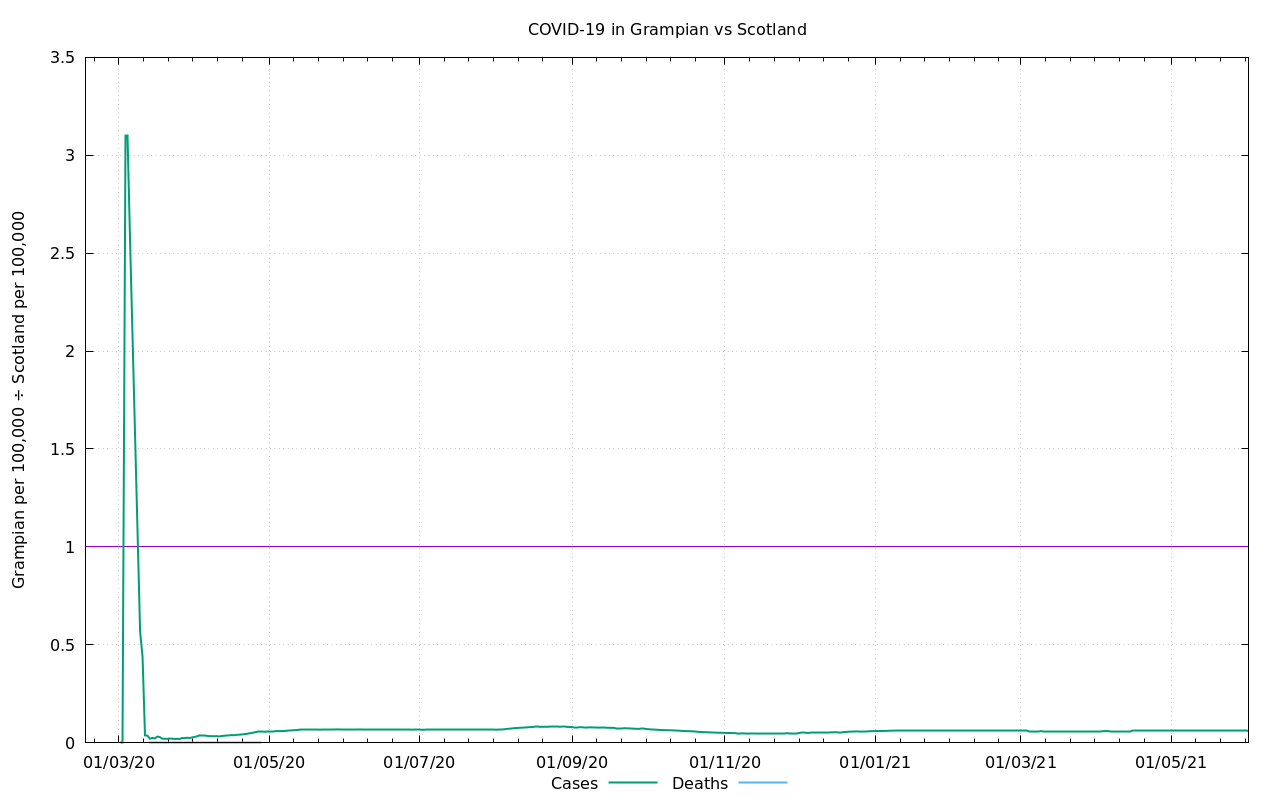 COVID-19 in Grampian vs Scotland
Grampian per 100,000 ÷ Scotland per 100,000
3.5
3
2.5
2
1.5
1
0.5
0
01/03/20 01/05/20 01/07/20 01/09/20 01/11/20 01/01/21 01/03/21 01/05/21
Cases Deaths